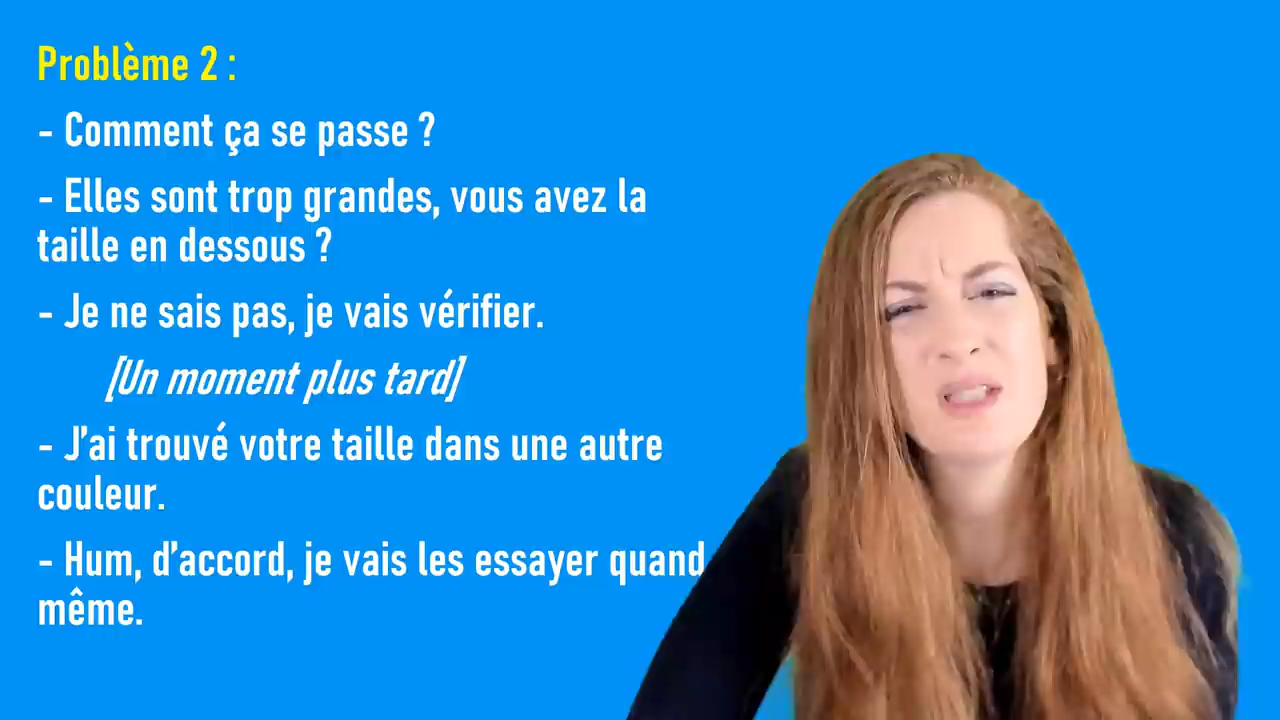 Problème 2 :
- Comment ça se passe ?
- Elles sont trop grandes, vous avez la
taille en dessous ?
- Je ne sais pas, je vais vérifier.
[Un moment plus tard]
- J’ai trouvé votre taille dans une autre
couleur.
- Hum, d’accord, je vais les essayer quand
même.